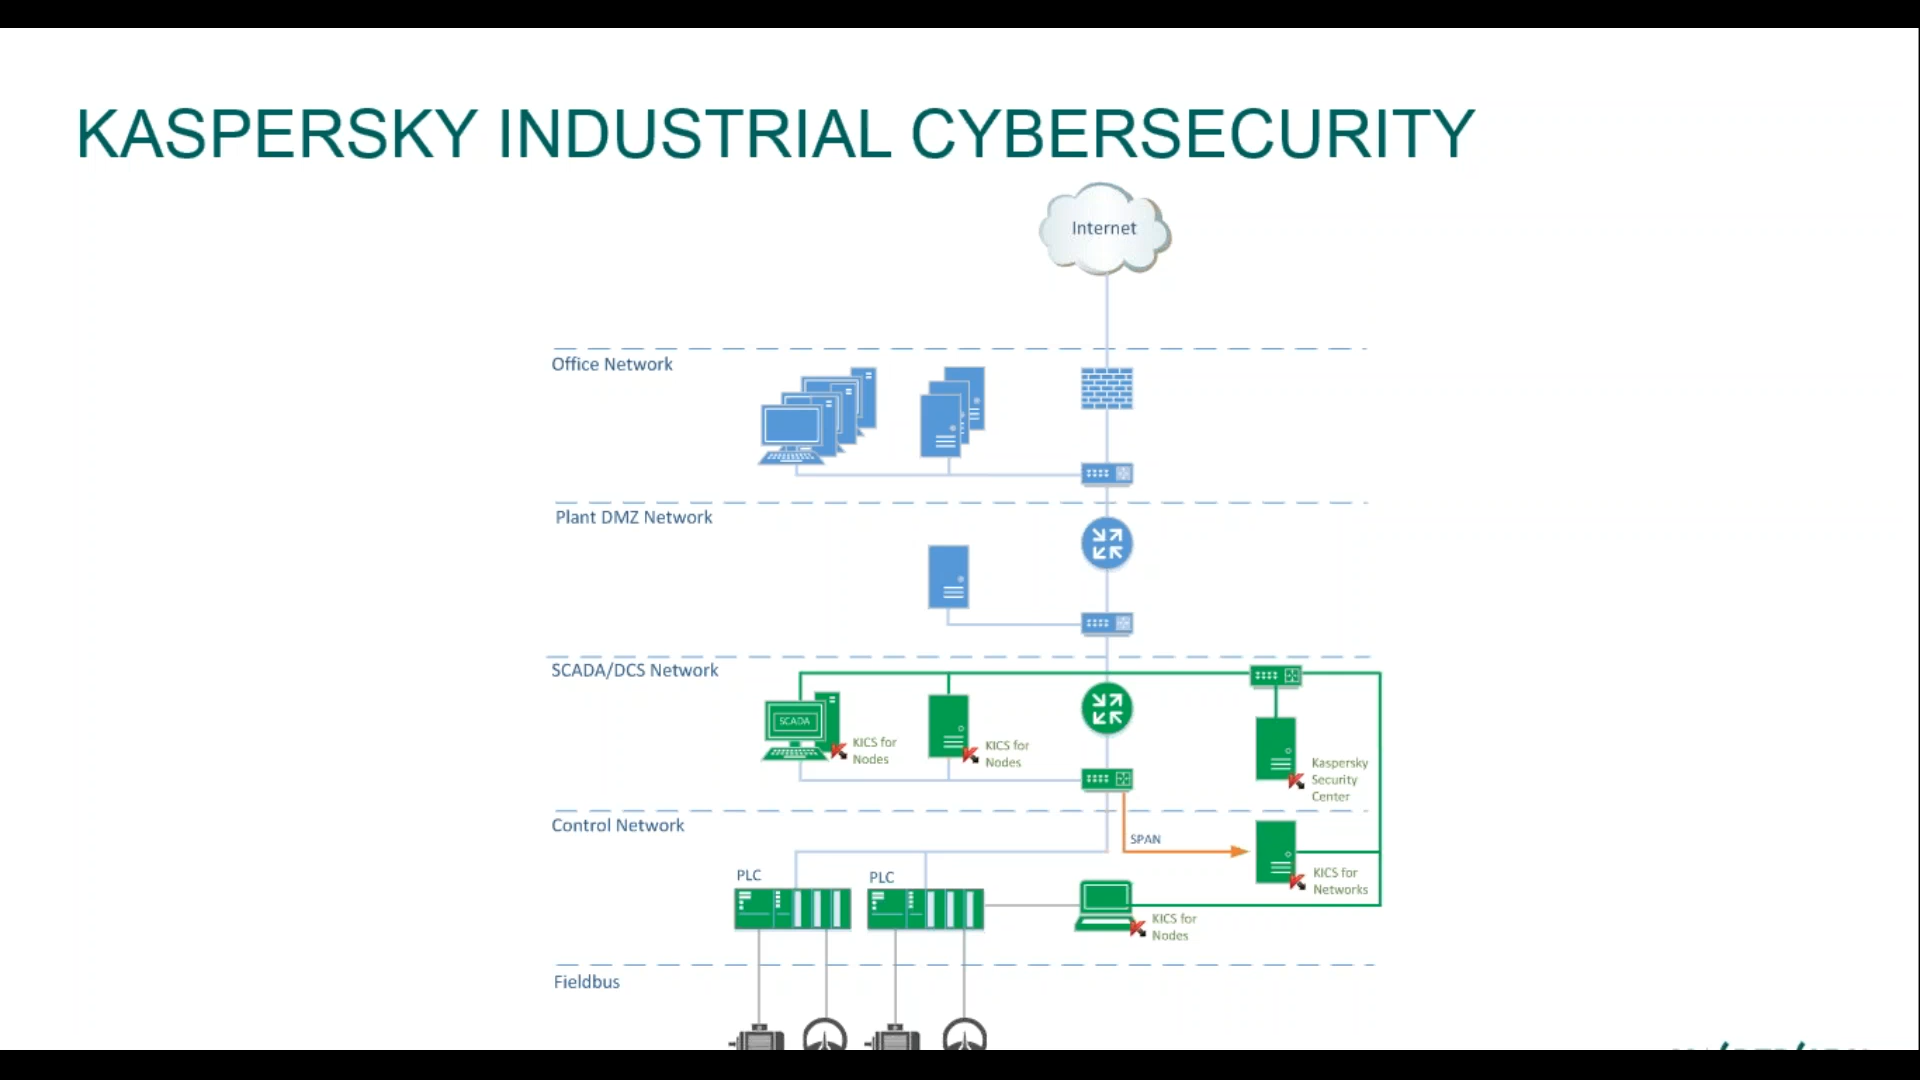 KASPERSKY INDUSTRIAL CYBERSECURITY
Internet
Office Network
Plant DMZ Network
SCADA/DCS Network
SCADA
KICS for
Nodes
KICS for
Nodes
Kaspersky
Security
Center
Control Network
SPAN
PLC
PLC
KICS for
Networks
KICS for
Nodes
Fieldbus